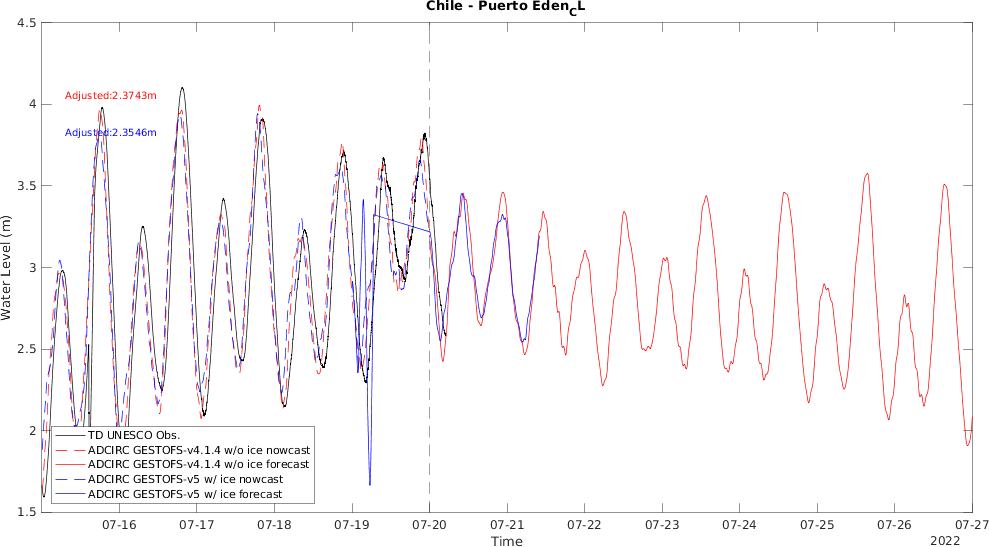 Chile - Puerto Eden_CL
4.5
4
3.5
3
2.5
2
1.5
Water Level (m)
Adjusted:2.3743m
Adjusted:2.3546m
TD UNESCO Obs.
ADCIRC GESTOFS-v4.1.4 w/o ice nowcast
ADCIRC GESTOFS-v4.1.4 w/o ice forecast
ADCIRC GESTOFS-v5 w/ ice nowcast
ADCIRC GESTOFS-v5 w/ ice forecast
07-16 07-17 07-18 07-19 07-20 07-21 07-22 07-23 07-24 07-25 07-26 07-27
Time
2022